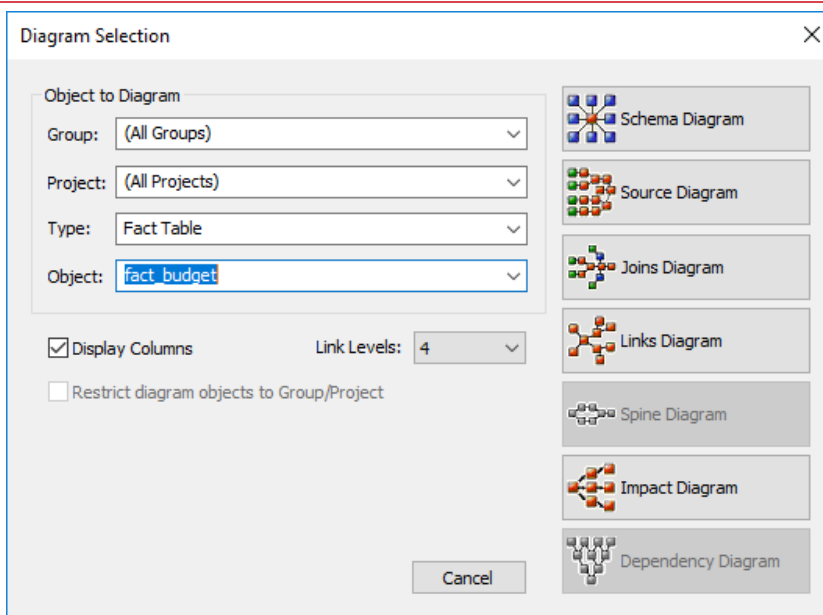 Diagram Selection
Object to Diagram
Group: (All Groups)
Project: (All Projects)
Type: Fact Table
Object: fact_budget
Display Columns
Link Levels: 4
Restrict diagram objects to Group/Project
Cancel
Schema Diagram
Source Diagram
Joins Diagram
Links Diagram
Spine Diagram
Impact Diagram
Dependency Diagram